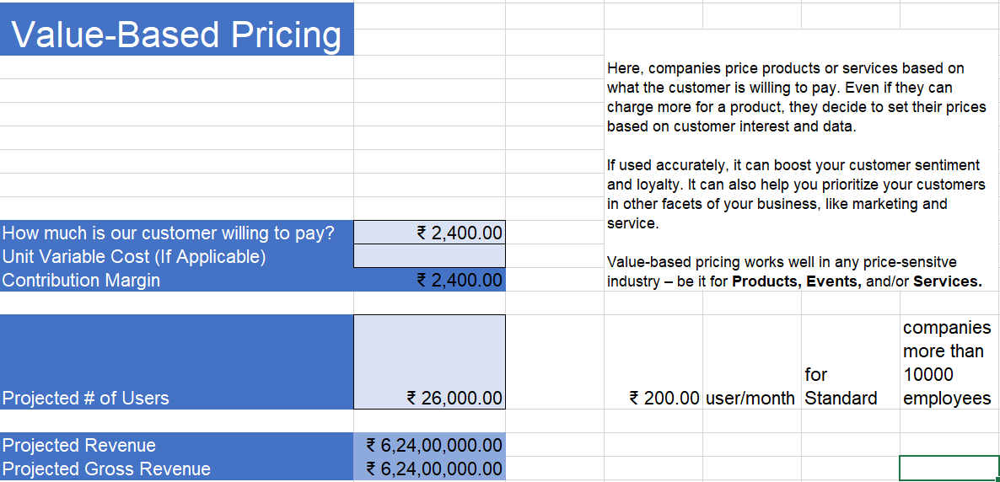 Value-Based Pricing
Here, companies price products or services based on
what the customer is willing to pay. Even if they can
charge more for a product, they decide to set their prices
based on customer interest and data.
If used accurately, it can boost your customer sentiment
and loyalty. It can also help you prioritize your customers
in other facets of your business, like marketing and
service.
Value-based pricing works well in any price-sensitve
industry – be it for Products, Events, and/or Services.
How much is our customer willing to pay? ₹ 2,400.00
Unit Variable Cost (If Applicable)
Contribution Margin ₹ 2,400.00
companies
more than
for 10000
Projected # of Users ₹ 26,000.00 ₹ 200.00 user/month Standard employees
Projected Revenue ₹ 6,24,00,000.00
Projected Gross Revenue ₹ 6,24,00,000.00